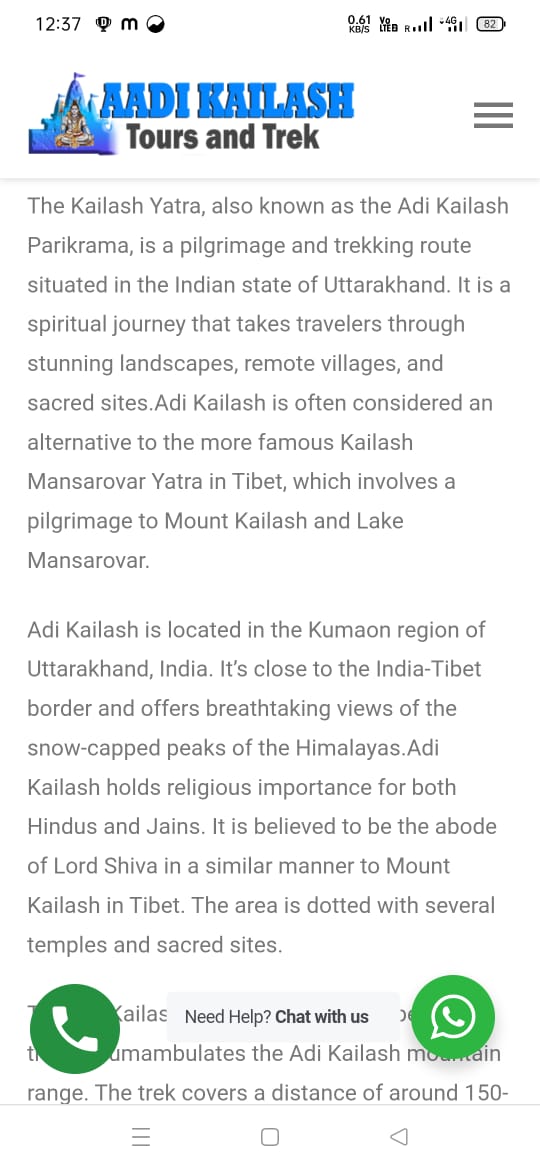 12:37 m 0.61 KB/S Vo LTE R 4G 82
AADI KAILASH
Tours and Trek
The Kailash Yatra, also known as the Adi Kailash
Parikrama, is a pilgrimage and trekking route
situated in the Indian state of Uttarakhand. It is a
spiritual journey that takes travelers through
stunning landscapes, remote villages, and
sacred sites.Adi Kailash is often considered an
alternative to the more famous Kailash
Mansarovar Yatra in Tibet, which involves a
pilgrimage to Mount Kailash and Lake
Mansarovar.
Adi Kailash is located in the Kumaon region of
Uttarakhand, India. It’s close to the India-Tibet
border and offers breathtaking views of the
snow-capped peaks of the Himalayas.Adi
Kailash holds religious importance for both
Hindus and Jains. It is believed to be the abode
of Lord Shiva in a similar manner to Mount
Kailash in Tibet. The area is dotted with several
temples and sacred sites.
Need Help? Chat with us
the Adi Kailash
range. The trek covers a distance of around 150-